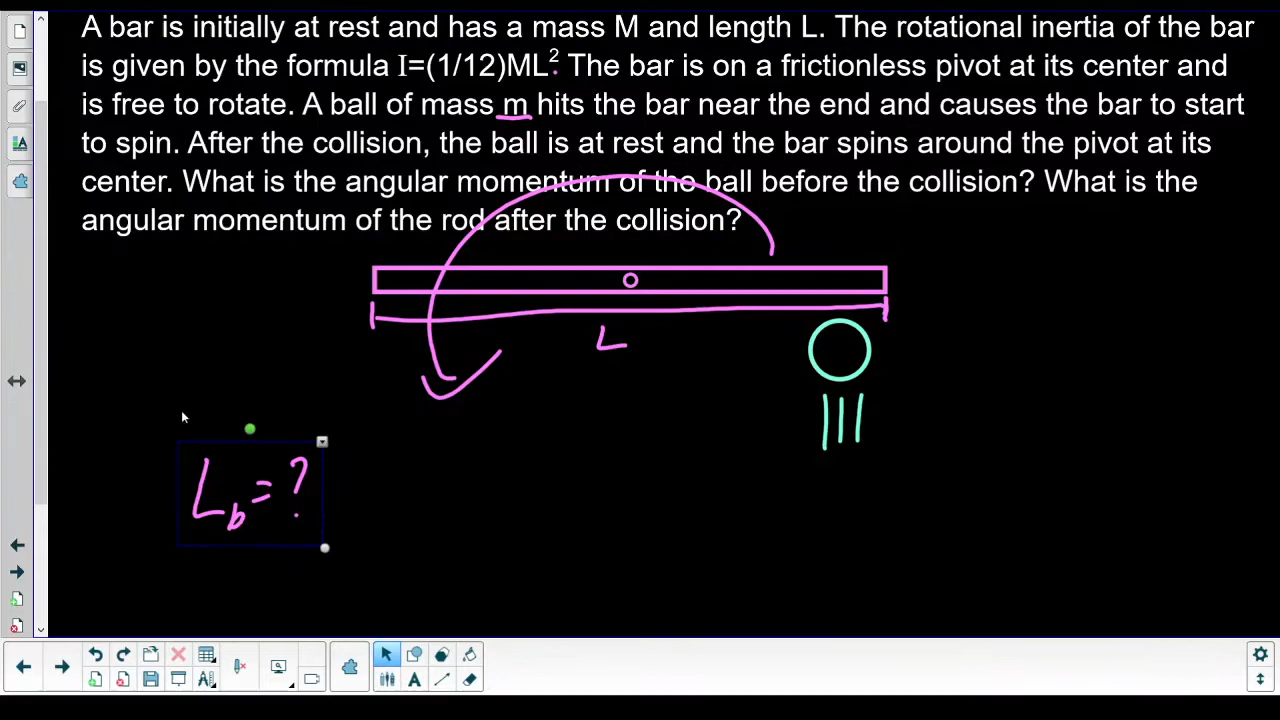 A bar is initially at rest and has a mass M and length L. The rotational inertia of the bar
is given by the formula I=(1/12)ML². The bar is on a frictionless pivot at its center and
is free to rotate. A ball of mass m hits the bar near the end and causes the bar to start
to spin. After the collision, the ball is at rest and the bar spins around the pivot at its
center. What is the angular momentum of the ball before the collision? What is the
angular momentum of the rod after the collision?
L
L_b = ?